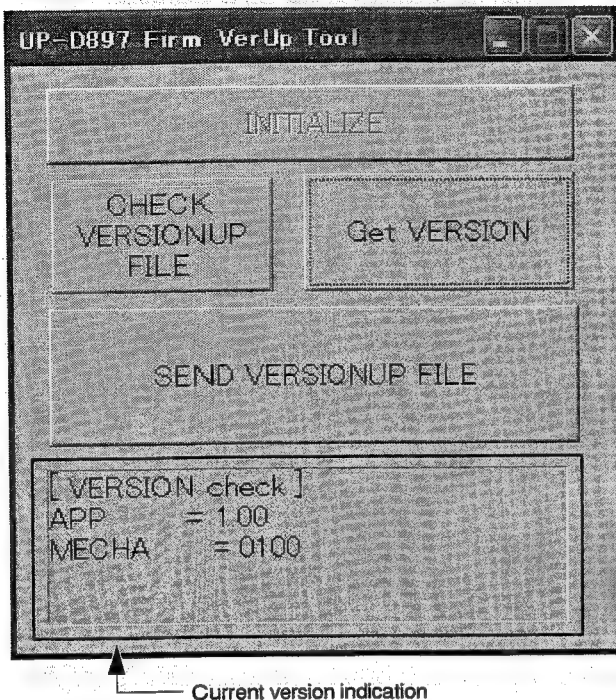 UP-D897 Firm VerUp Tool
INITIALIZE
CHECK
VERSIONUP
FILE
Get VERSION
SEND VERSIONUP FILE
[ VERSION check ]
APP = 1.00
MECHA = 0100
Current version indication